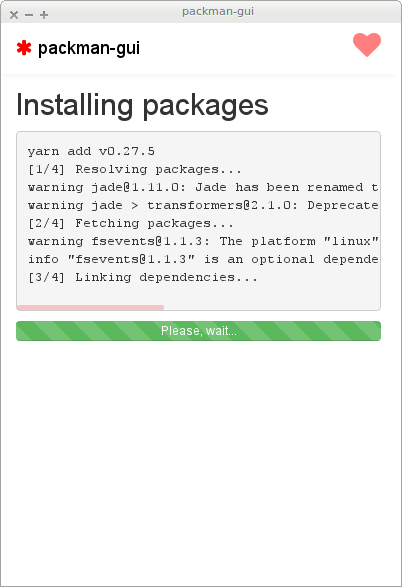 packman-gui
packman-gui
Installing packages
yarn add v0.27.5
[1/4] Resolving packages...
warning jade@1.11.0: Jade has been renamed t
warning jade > transformers@2.1.0: Deprecate
[2/4] Fetching packages...
warning fsevents@1.1.3: The platform "linux"
info "fsevents@1.1.3" is an optional depende
[3/4] Linking dependencies...
Please, wait...